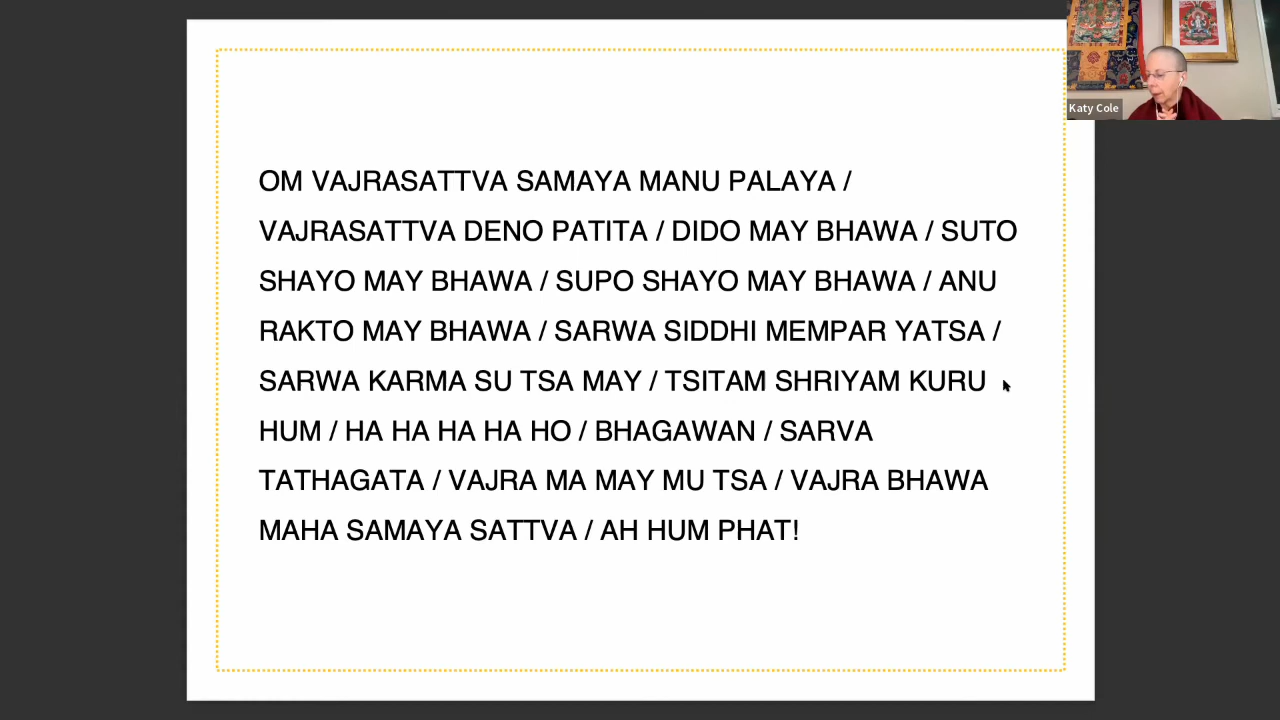 OM VAJRASATTVA SAMAYA MANU PALAYA /
VAJRASATTVA DENO PATITA / DIDO MAY BHAWA / SUTO
SHAYO MAY BHAWA / SUPO SHAYO MAY BHAWA / ANU
RAKTO MAY BHAWA / SARWA SIDDHI MEMPAR YATSA /
SARWA KARMA SU TSA MAY / TSITAM SHRIYAM KURU
HUM / HA HA HA HA HO / BHAGAWAN / SARVA
TATHAGATA / VAJRA MA MAY MU TSA / VAJRA BHAWA
MAHA SAMAYA SATTVA / AH HUM PHAT!
Katy Cole